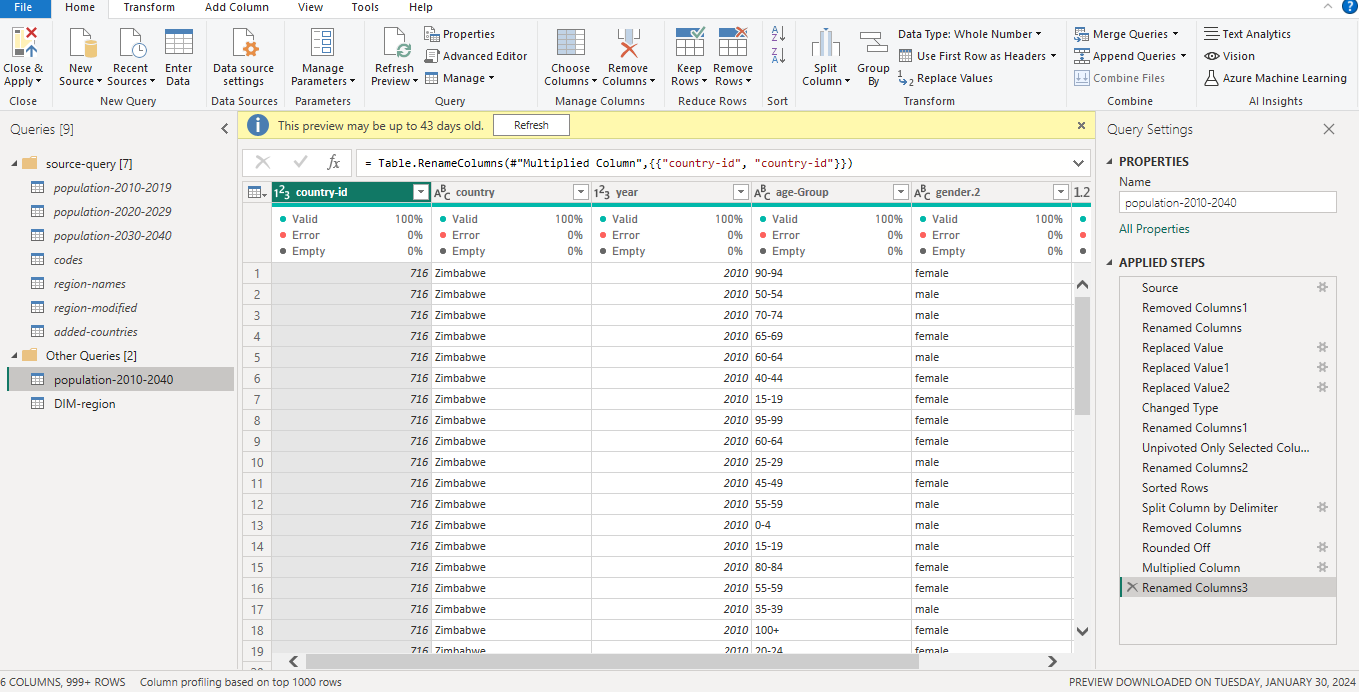 File Home Transform Add Column View Tools Help
Close & Apply
New Source
Recent Sources
Enter Data
Data source settings
Manage Parameters
Refresh Preview
Properties
Advanced Editor
Manage
Choose Columns
Remove Columns
Keep Rows
Remove Rows
Split Column
Group By
Data Type: Whole Number
Use First Row as Headers
Replace Values
Merge Queries
Append Queries
Combine Files
Text Analytics
Vision
Azure Machine Learning
Close New Query Data Sources Parameters Query Manage Columns Reduce Rows Sort Transform Combine AI Insights
Queries [9]
source-query [7]
population-2010-2019
population-2020-2029
population-2030-2040
codes
region-names
region-modified
added-countries
Other Queries [2]
population-2010-2040
DIM-region
This preview may be up to 43 days old. Refresh
fx = Table.RenameColumns(#"Multiplied Column",{{"country-id", "country-id"}})
123 country-id ABC country 123 year ABC age-Group ABC gender.2 1.2
Valid 100% Valid 100% Valid 100% Valid 100% Valid 100%
Error 0% Error 0% Error 0% Error 0% Error 0%
Empty 0% Empty 0% Empty 0% Empty 0% Empty 0%
1 716 Zimbabwe 2010 90-94 female
2 716 Zimbabwe 2010 50-54 male
3 716 Zimbabwe 2010 70-74 male
4 716 Zimbabwe 2010 65-69 female
5 716 Zimbabwe 2010 60-64 male
6 716 Zimbabwe 2010 40-44 female
7 716 Zimbabwe 2010 15-19 female
8 716 Zimbabwe 2010 95-99 female
9 716 Zimbabwe 2010 60-64 female
10 716 Zimbabwe 2010 25-29 male
11 716 Zimbabwe 2010 45-49 female
12 716 Zimbabwe 2010 55-59 male
13 716 Zimbabwe 2010 0-4 male
14 716 Zimbabwe 2010 15-19 male
15 716 Zimbabwe 2010 80-84 female
16 716 Zimbabwe 2010 55-59 female
17 716 Zimbabwe 2010 35-39 male
18 716 Zimbabwe 2010 100+ female
19 716 Zimbabwe 2010 20-24 female
Query Settings
PROPERTIES
Name
population-2010-2040
All Properties
APPLIED STEPS
Source
Removed Columns1
Renamed Columns
Replaced Value
Replaced Value1
Replaced Value2
Changed Type
Renamed Columns1
Unpivoted Only Selected Colu...
Renamed Columns2
Sorted Rows
Split Column by Delimiter
Removed Columns
Rounded Off
Multiplied Column
Renamed Columns3
6 COLUMNS, 999+ ROWS Column profiling based on top 1000 rows PREVIEW DOWNLOADED ON TUESDAY, JANUARY 30, 2024